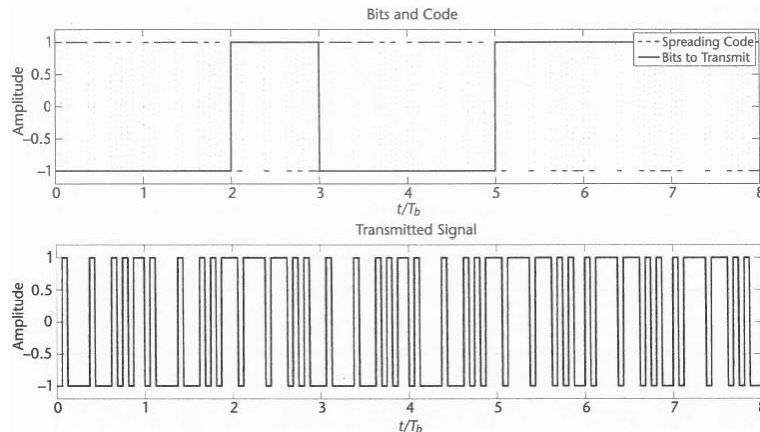 Bits and Code
Spreading Code
Bits to Transmit
Amplitude
1
0.5
0
−0.5
−1
0 1 2 3 4 5 6 7 8
t/T_b
Transmitted Signal
Amplitude
1
0.5
0
−0.5
−1
0 1 2 3 4 5 6 7 8
t/T_b